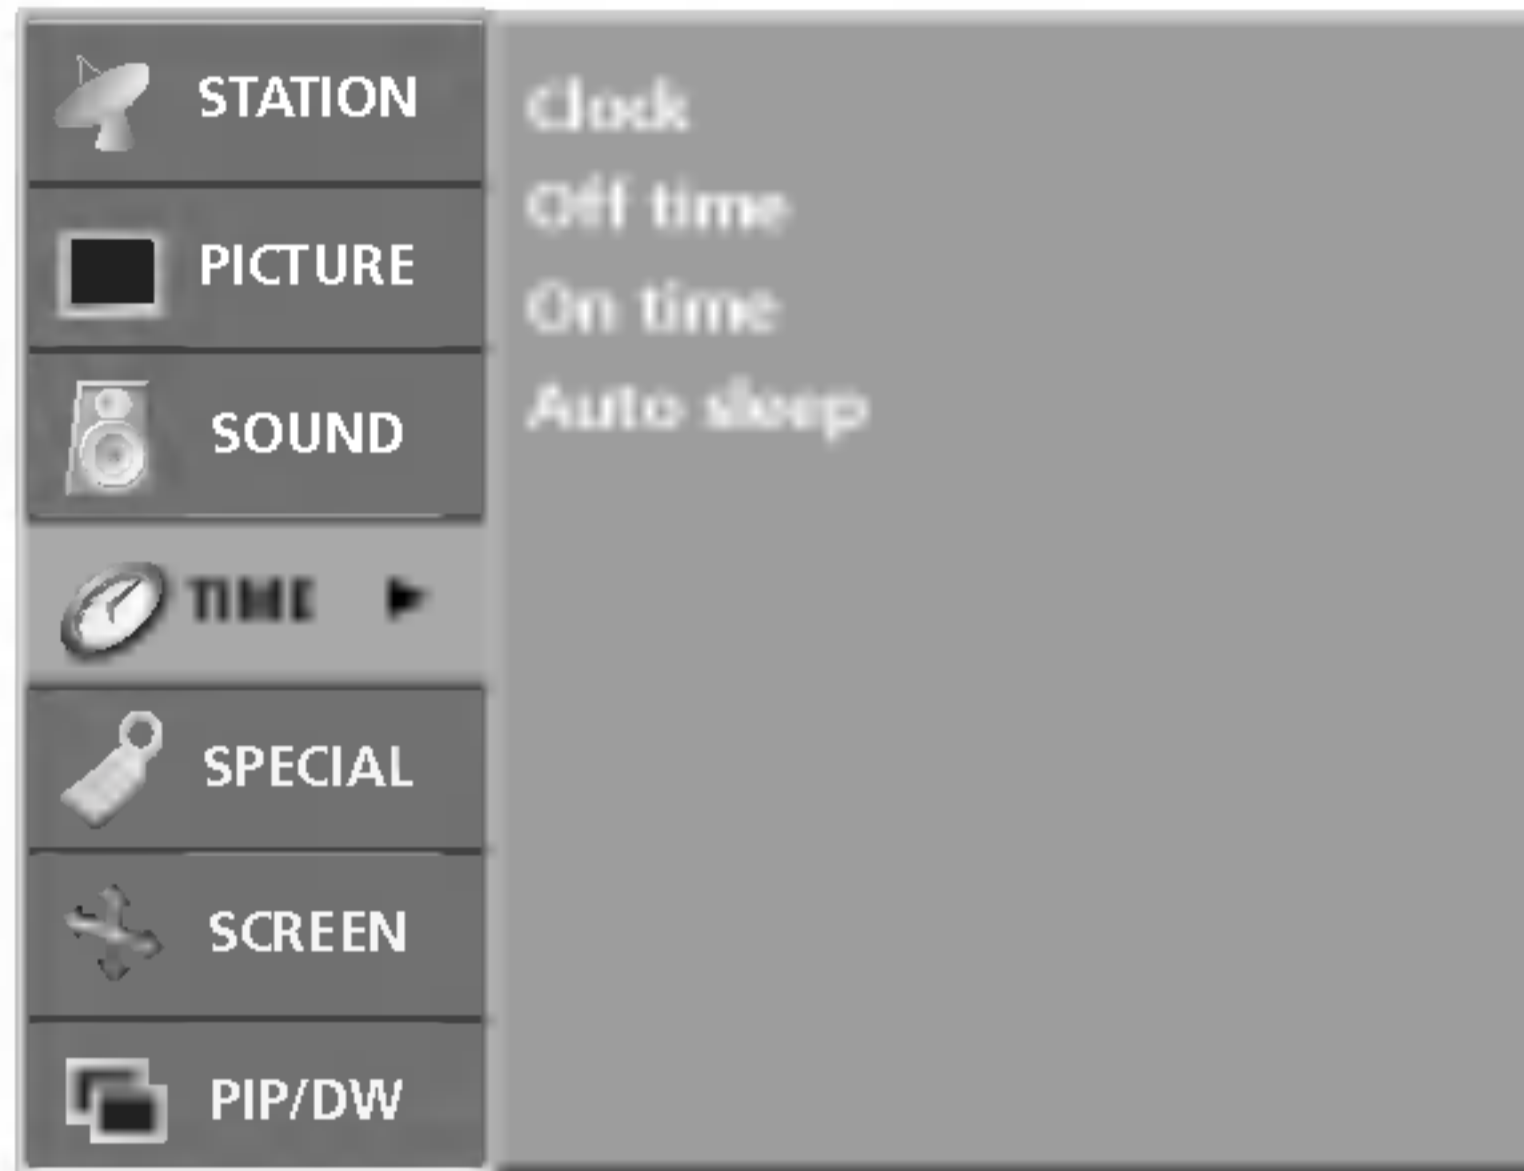 STATION
PICTURE
SOUND
TIME
SPECIAL
SCREEN
PIP/DW
Clock
Off time
On time
Auto sleep